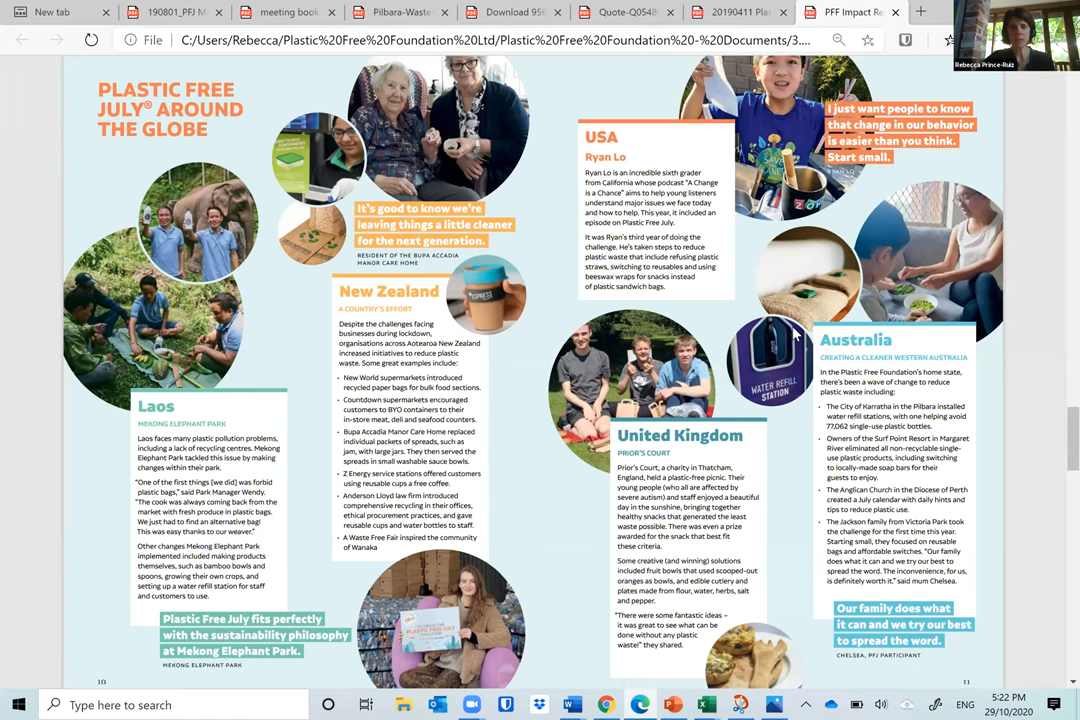 New tab
190801_PFJ M
meeting book
Pilbara-Waste
Download 950
Quote-Q0548
20190411 Plas
PFF Impact Re
File
C:/Users/Rebecca/Plastic%20Free%20Foundation%20Ltd/Plastic%20Free%20Foundation%20-%20Documents/3....
Rebecca Prince-Ruiz
PLASTIC FREE
JULY® AROUND
THE GLOBE
It's good to know we're
leaving things a little cleaner
for the next generation.
RESIDENT OF THE BUPA ACCADIA
MANOR CARE HOME
Laos
MEKONG ELEPHANT PARK
Laos faces many plastic pollution problems,
including a lack of recycling centres. Mekong
Elephant Park tackled this issue by making
changes within their park.
"One of the first things [we did] was forbid
plastic bags," said Park Manager Wendy.
"The cook was always coming back from the
market with fresh produce in plastic bags.
We just had to find an alternative bag!
This was easy thanks to our weaver."
Other changes Mekong Elephant Park
implemented included making products
themselves, such as bamboo bowls and
spoons, growing their own crops, and
setting up a water refill station for staff
and customers to use.
Plastic Free July fits perfectly
with the sustainability philosophy
at Mekong Elephant Park.
MEKONG ELEPHANT PARK
10
New Zealand
A COUNTRY'S EFFORT
Despite the challenges facing
businesses during lockdown,
organisations across Aotearoa New Zealand
increased initiatives to reduce plastic
waste. Some great examples include:
• New World supermarkets introduced
recycled paper bags for bulk food sections.
• Countdown supermarkets encouraged
customers to BYO containers to their
in-store meat, deli and seafood counters.
• Bupa Accadia Manor Care Home replaced
individual packets of spreads, such as
jam, with large jars. They then served the
spreads in small washable sauce bowls.
• Z Energy service stations offered customers
using reusable cups a free coffee.
• Anderson Lloyd law firm introduced
comprehensive recycling in their offices,
ethical procurement practices, and gave
reusable cups and water bottles to staff.
• A Waste Free Fair inspired the community
of Wanaka
PLASTIC FREE JULY
USA
Ryan Lo
Ryan Lo is an incredible sixth grader
from California whose podcast "A Change
is a Chance" aims to help young listeners
understand major issues we face today
and how to help. This year, it included an
episode on Plastic Free July.
It was Ryan's third year of doing the
challenge. He's taken steps to reduce
plastic waste that include refusing plastic
straws, switching to reusables and using
beeswax wraps for snacks instead
of plastic sandwich bags.
I just want people to know
that change in our behavior
is easier than you think.
Start small.
RYAN LO
WATER REFILL
STATION
United Kingdom
PRIOR'S COURT
Prior's Court, a charity in Thatcham,
England, held a plastic-free picnic. Their
young people (who all are affected by
severe autism) and staff enjoyed a beautiful
day in the sunshine, bringing together
healthy snacks that generated the least
waste possible. There was even a prize
awarded for the snack that best fit
these criteria.
Some creative (and winning) solutions
included fruit bowls that used scooped-out
oranges as bowls, and edible cutlery and
plates made from flour, water, herbs, salt
and pepper.
"There were some fantastic ideas –
it was great to see what can be
done without any plastic
waste!" they shared.
Australia
CREATING A CLEANER WESTERN AUSTRALIA
In the Plastic Free Foundation's home state,
there's been a wave of change to reduce
plastic waste including:
• The City of Karratha in the Pilbara installed
water refill stations, with one helping avoid
77,062 single-use plastic bottles.
• Owners of the Surf Point Resort in Margaret
River eliminated all non-recyclable single-
use plastic products, including switching
to locally-made soap bars for their
guests to enjoy.
• The Anglican Church in the Diocese of Perth
created a July calendar with daily hints and
tips to reduce plastic use.
• The Jackson family from Victoria Park took
the challenge for the first time this year.
Starting small, they focused on reusable
bags and affordable switches. "Our family
does what it can and we try our best to
spread the word. The inconvenience, for us,
is definitely worth it." said mum Chelsea.
Our family does what
it can and we try our best
to spread the word.
CHELSEA, PFJ PARTICIPANT
11
Type here to search
ENG
5:22 PM
29/10/2020